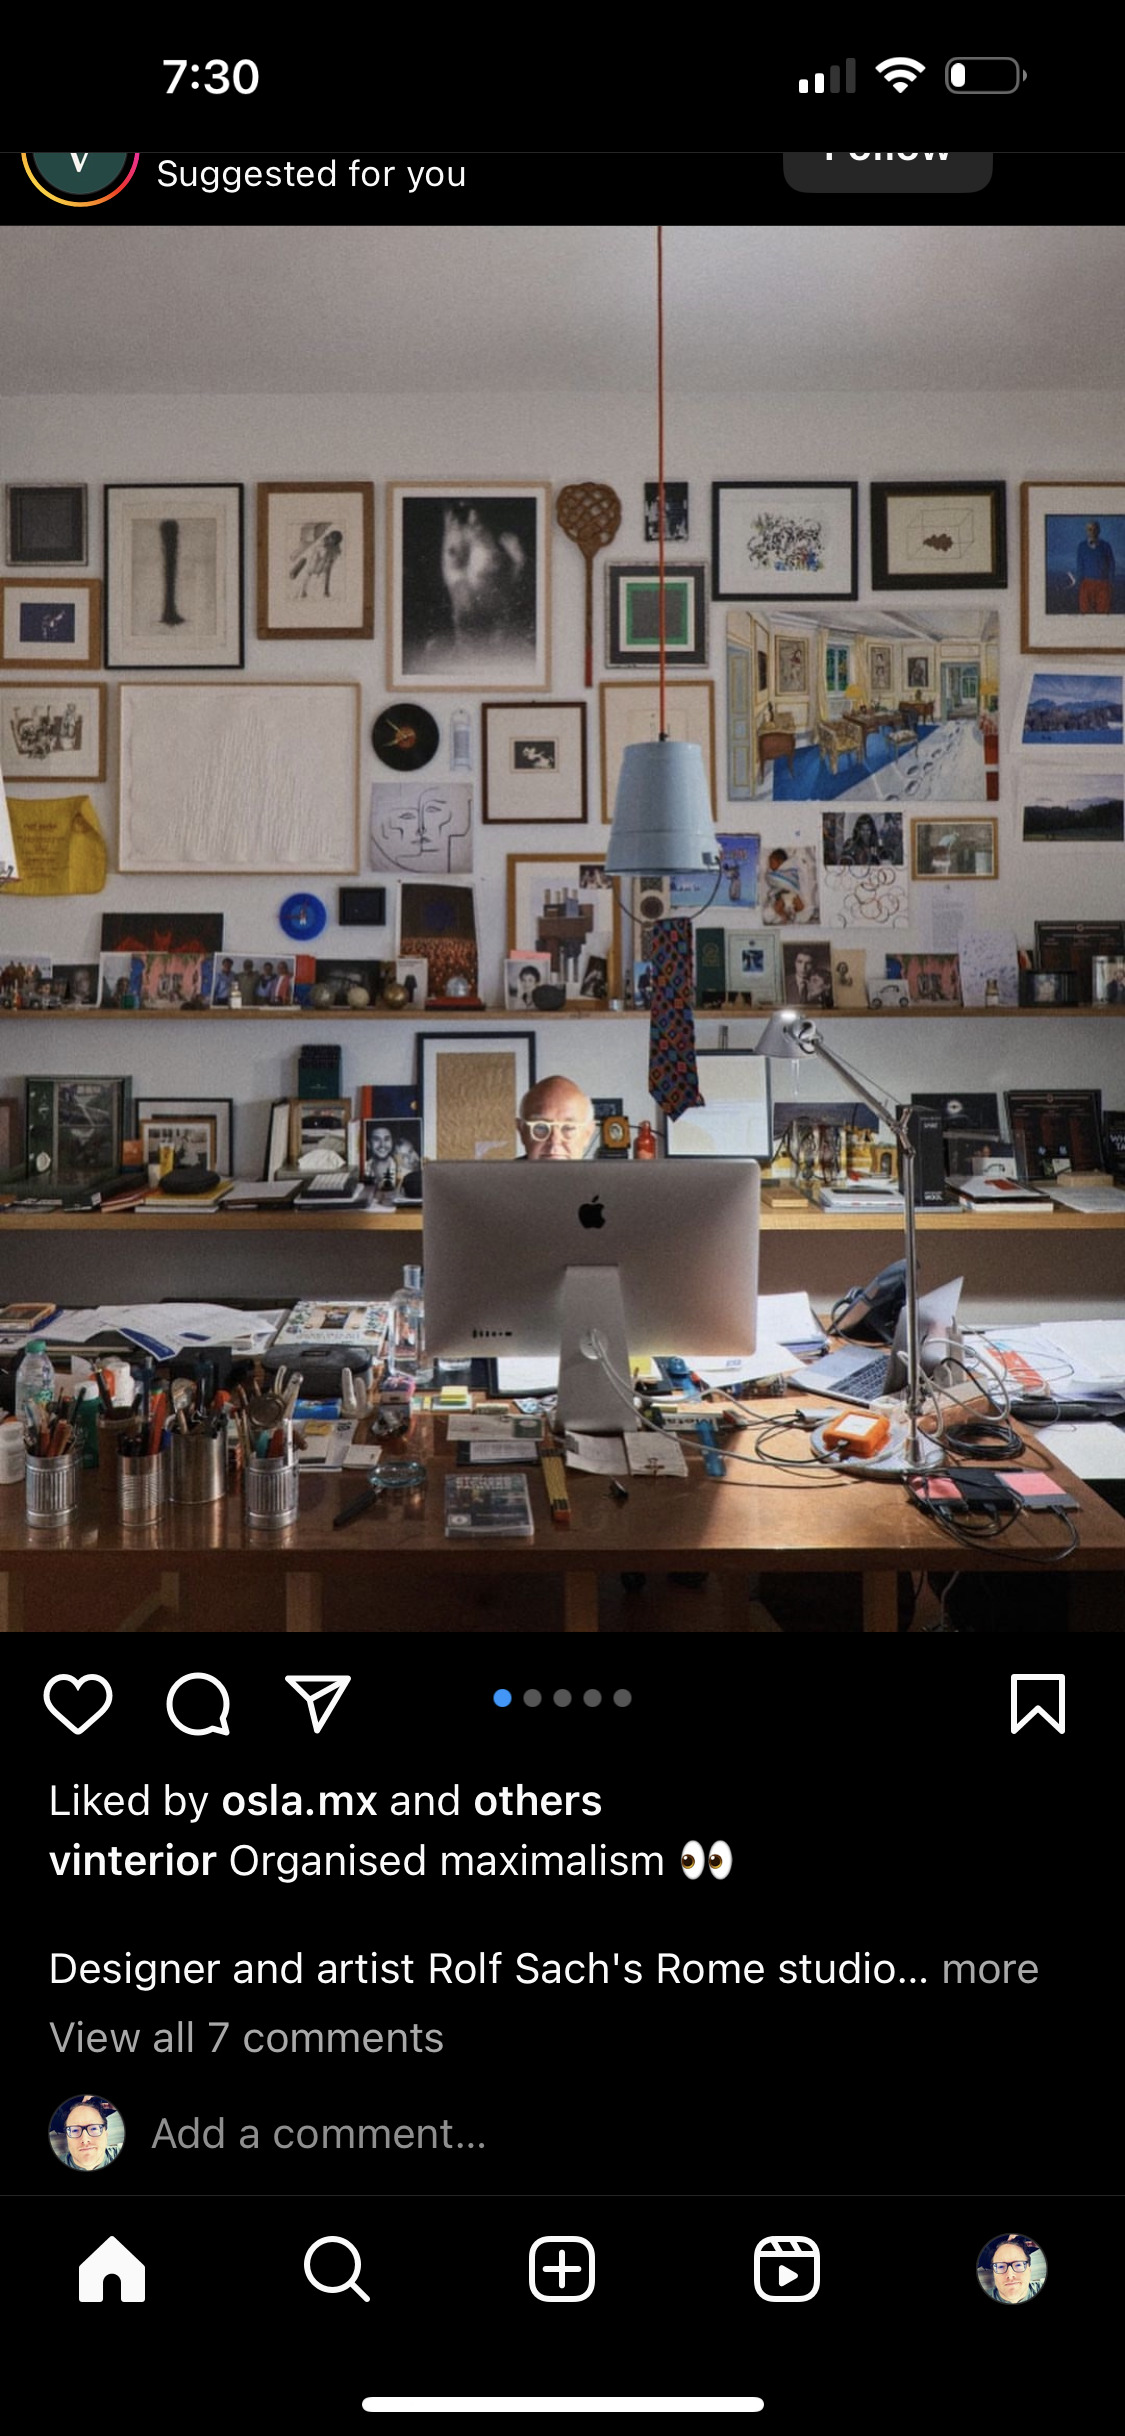 7:30
Suggested for you
Follow
Liked by osla.mx and others
vinterior Organised maximalism 👀
Designer and artist Rolf Sach's Rome studio... more
View all 7 comments
Add a comment...